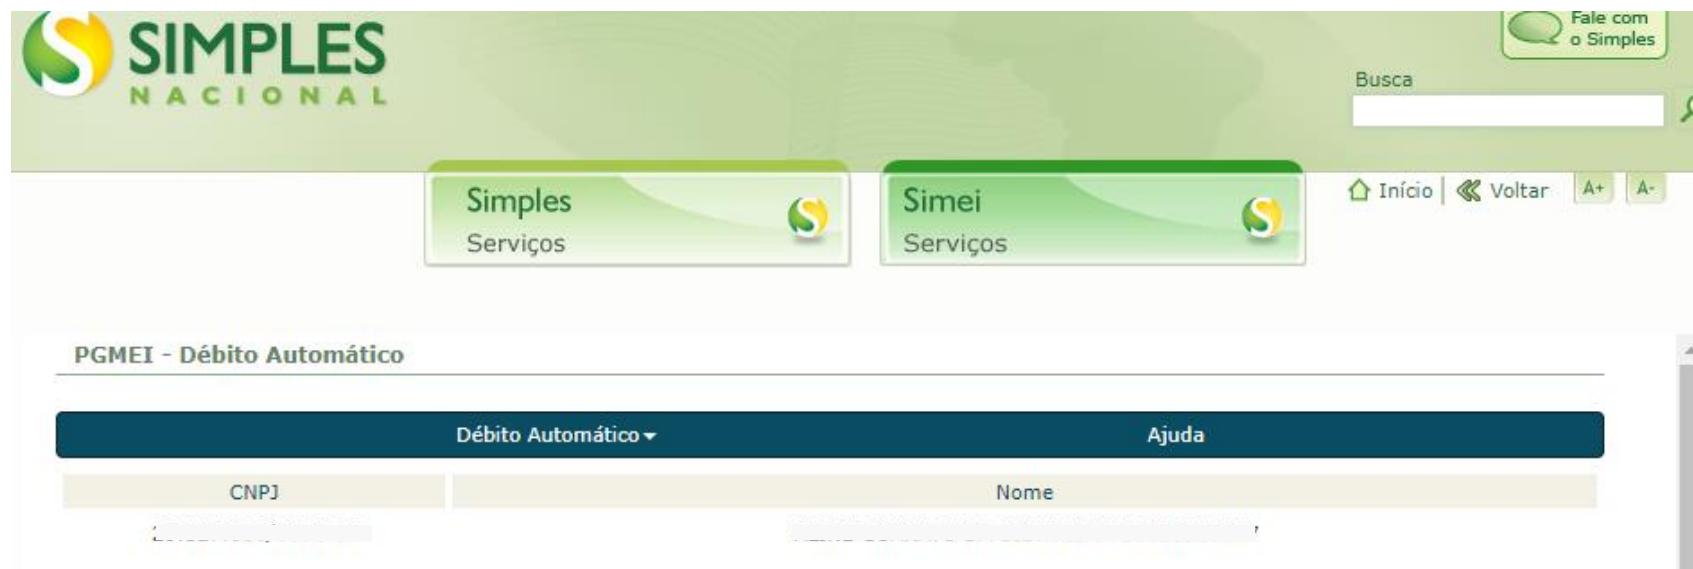 SIMPLES
NACIONAL
Fale com
o Simples
Busca
Simples
Serviços
Simei
Serviços
Início | Voltar A+ A-
PGMEI - Débito Automático
Débito Automático Ajuda
CNPJ Nome